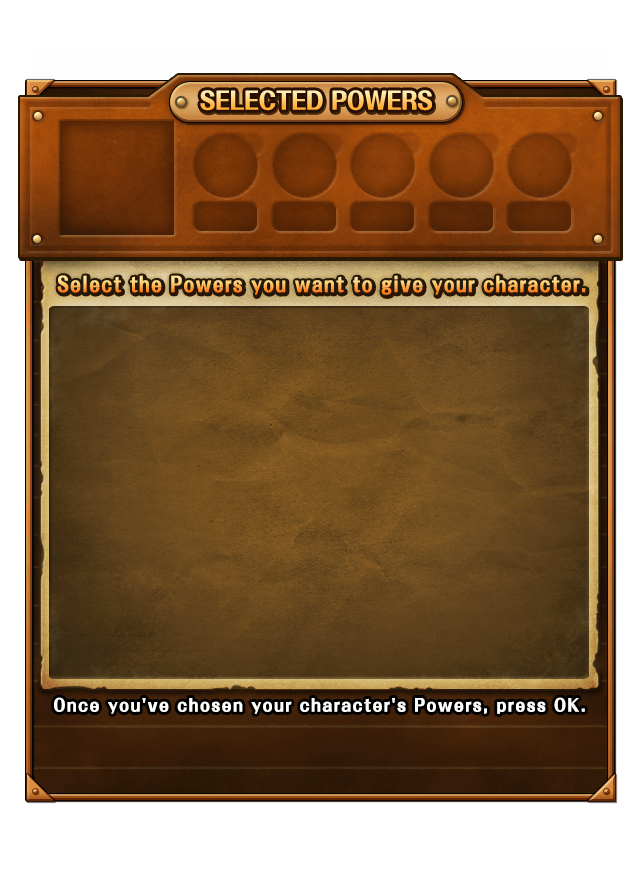 SELECTED POWERS
Select the Powers you want to give your character.
Once you've chosen your character's Powers, press OK.